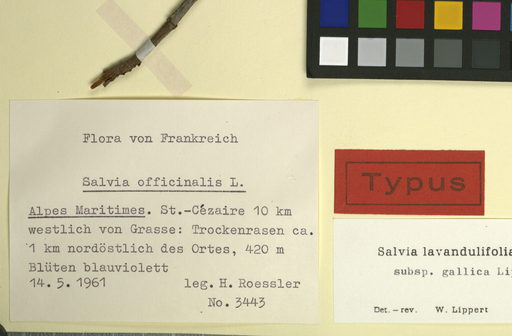 Flora von Frankreich
Salvia officinalis L.
Alpes Maritimes. St.-Cézaire 10 km
westlich von Grasse: Trockenrasen ca.
1 km nordöstlich des Ortes, 420 m
Blüten blauviolett
14. 5. 1961 leg. H. Roessler
No. 3443
Typus
Salvia lavandulifolia
subsp. gallica
Det. – rev. W. Lippert